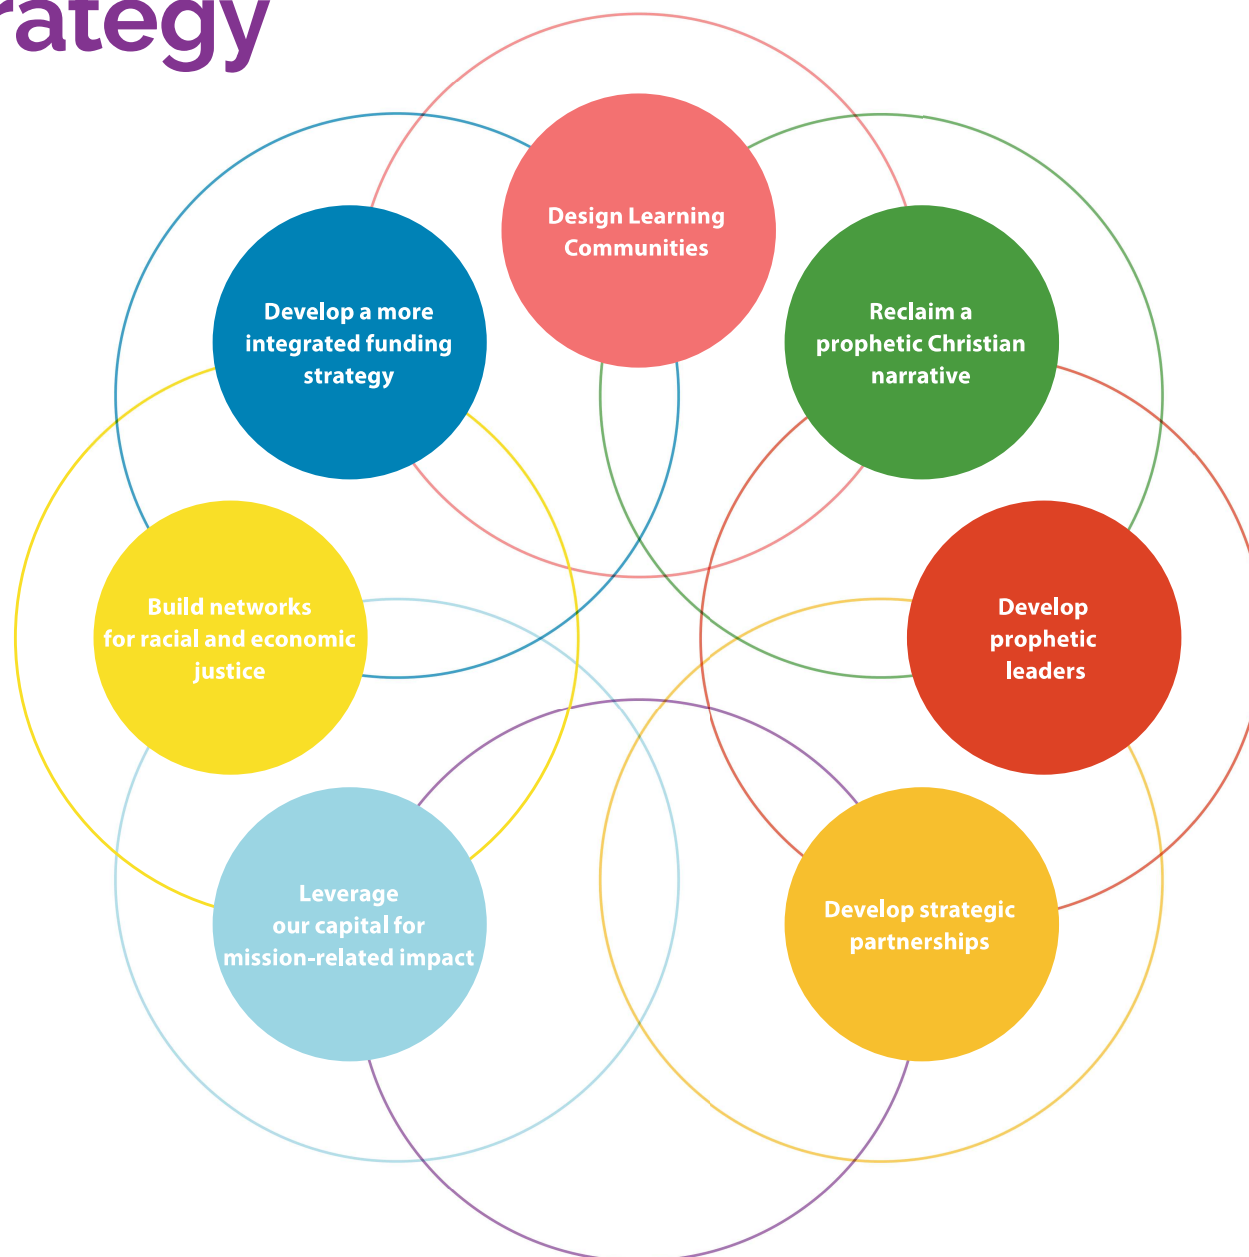 rategy
Design Learning
Communities
Develop a more
integrated funding
strategy
Reclaim a
prophetic Christian
narrative
Build networks
for racial and economic
justice
Develop
prophetic
leaders
Leverage
our capital for
mission-related impact
Develop strategic
partnerships